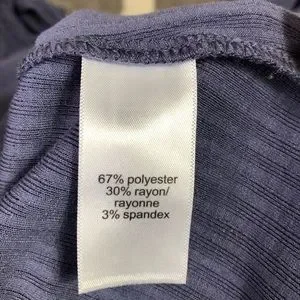 67% polyester
30% rayon/
rayonne
3% spandex